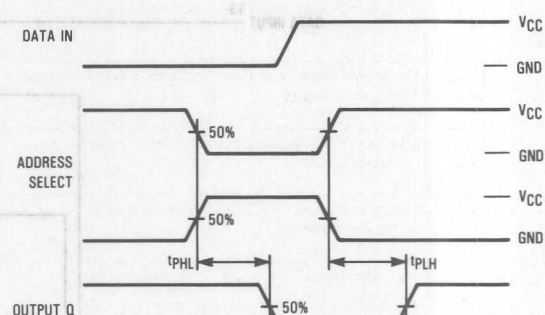 DATA IN
VCC
GND
VCC
50%
GND
ADDRESS
SELECT
VCC
50%
GND
tPHL
tPLH
OUTPUT Q
50%